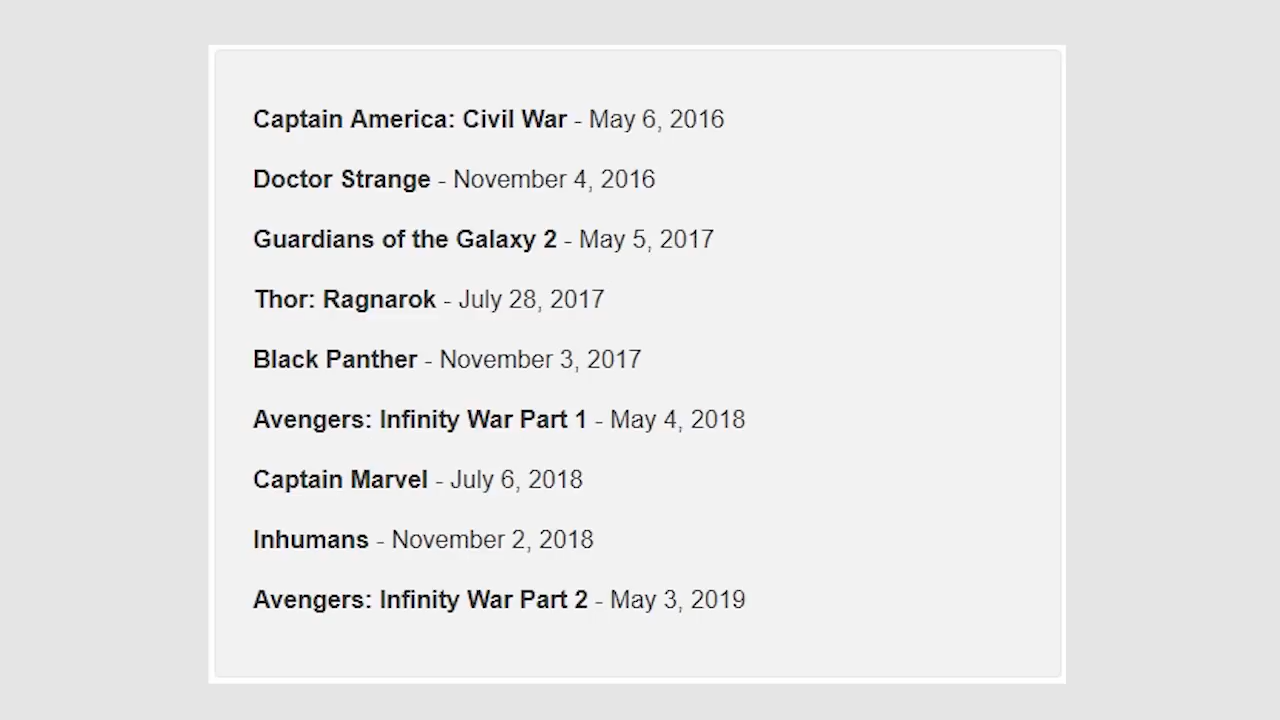 Captain America: Civil War - May 6, 2016
Doctor Strange - November 4, 2016
Guardians of the Galaxy 2 - May 5, 2017
Thor: Ragnarok - July 28, 2017
Black Panther - November 3, 2017
Avengers: Infinity War Part 1 - May 4, 2018
Captain Marvel - July 6, 2018
Inhumans - November 2, 2018
Avengers: Infinity War Part 2 - May 3, 2019